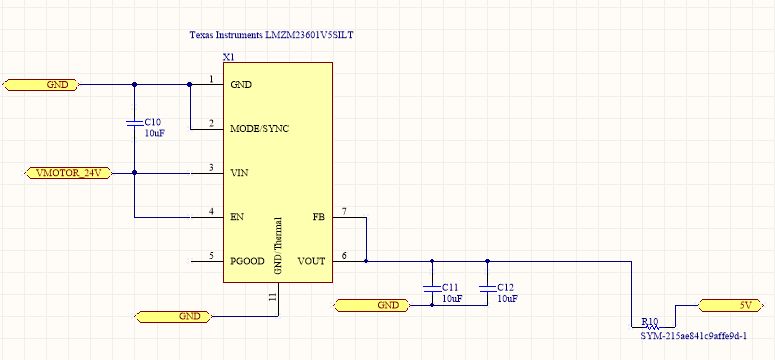 Texas Instruments LMZM23601V5SILT
X1
GND
1
GND
C10
10uF
2
MODE/SYNC
VMOTOR_24V
3
VIN
4
EN
FB
7
GND/Thermal
5
PGOOD
VOUT
6
11
GND
C11
10uF
C12
10uF
GND
5V
R10
SYM-215ae841c9affe9d-1